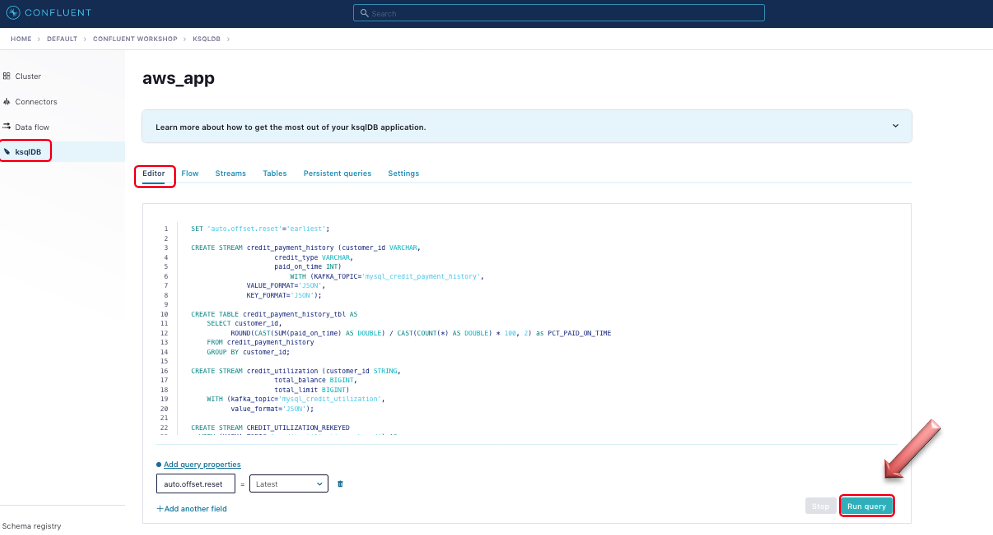 CONFLUENT
Search
HOME > DEFAULT > CONFLUENT WORKSHOP > KSQLDB >
Cluster
Connectors
Data flow
ksqlDB
Schema registry
aws_app
Learn more about how to get the most out of your ksqlDB application.
Editor Flow Streams Tables Persistent queries Settings
1 SET 'auto.offset.reset'='earliest';
2
3 CREATE STREAM credit_payment_history (customer_id VARCHAR,
4 credit_type VARCHAR,
5 paid_on_time INT)
6 WITH (KAFKA_TOPIC='mysql_credit_payment_history',
7 VALUE_FORMAT='JSON',
8 KEY_FORMAT='JSON');
9
10 CREATE TABLE credit_payment_history_tbl AS
11 SELECT customer_id,
12 ROUND(CAST(SUM(paid_on_time) AS DOUBLE) / CAST(COUNT(*) AS DOUBLE) * 100, 2) as PCT_PAID_ON_TIME
13 FROM credit_payment_history
14 GROUP BY customer_id;
15
16 CREATE STREAM credit_utilization (customer_id STRING,
17 total_balance BIGINT,
18 total_limit BIGINT)
19 WITH (kafka_topic='mysql_credit_utilization',
20 value_format='JSON');
21
22 CREATE STREAM CREDIT_UTILIZATION_REKEYED
Add query properties
auto.offset.reset = Latest
+Add another field
Stop Run query